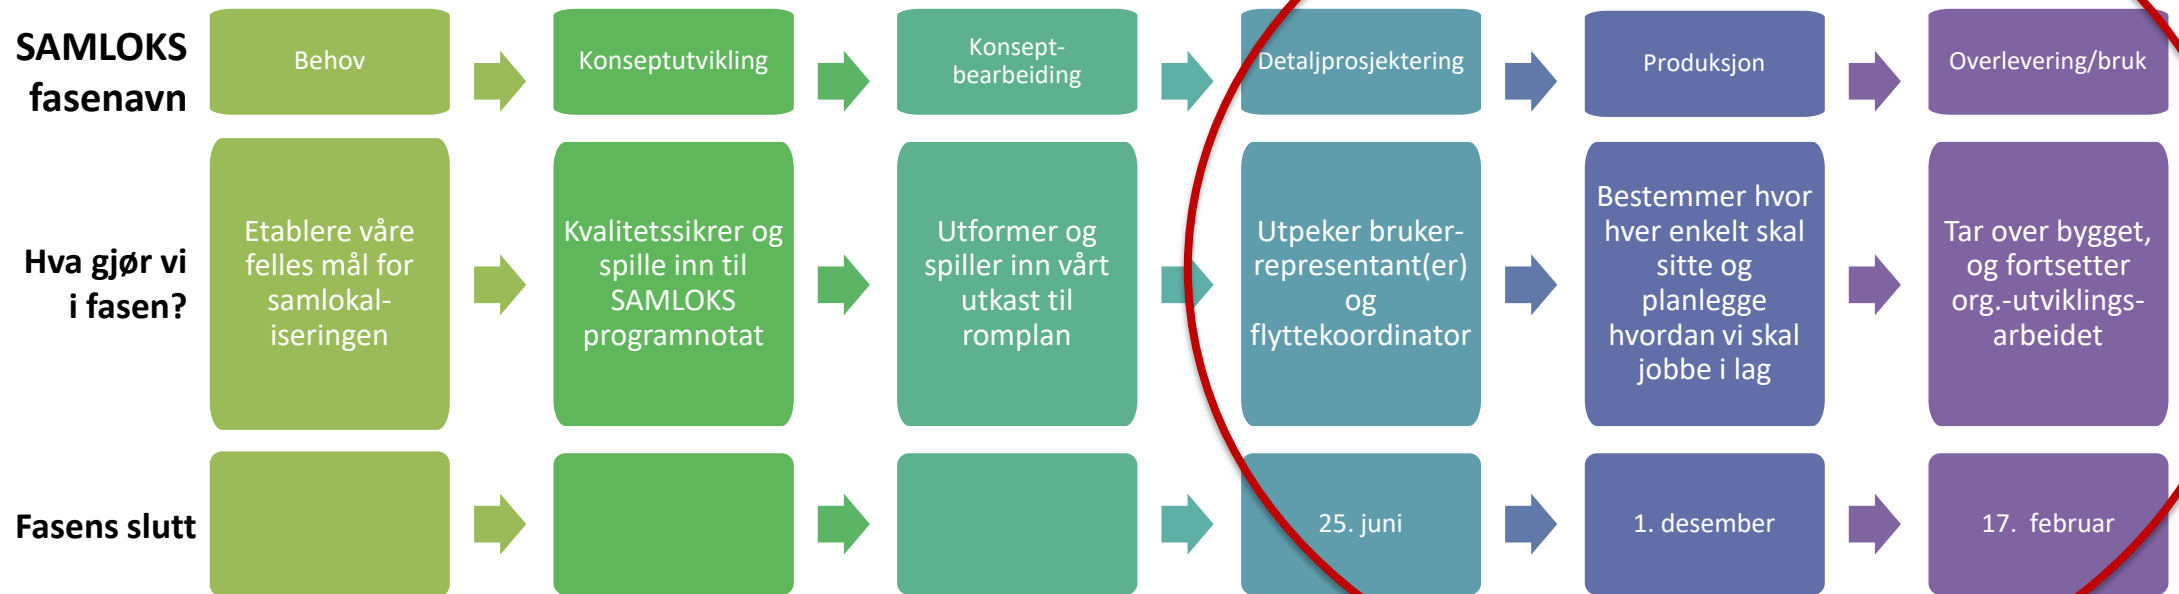 SAMLOKS
fasenavn
Behov
Konseptutvikling
Konsept-
bearbeiding
Detaljprosjektering
Produksjon
Overlevering/bruk
Hva gjør vi
i fasen?
Etablere våre
felles mål for
samlokal-
iseringen
Kvalitetssikrer og
spille inn til
SAMLOKS
programnotat
Utformer og
spiller inn vårt
utkast til
romplan
Utpeker bruker-
representant(er)
og
flyttekoordinator
Bestemmer hvor
hver enkelt skal
sitte og
planlegge
hvordan vi skal
jobbe i lag
Tar over bygget,
og fortsetter
org.-utviklings-
arbeidet
Fasens slutt
25. juni
1. desember
17. februar